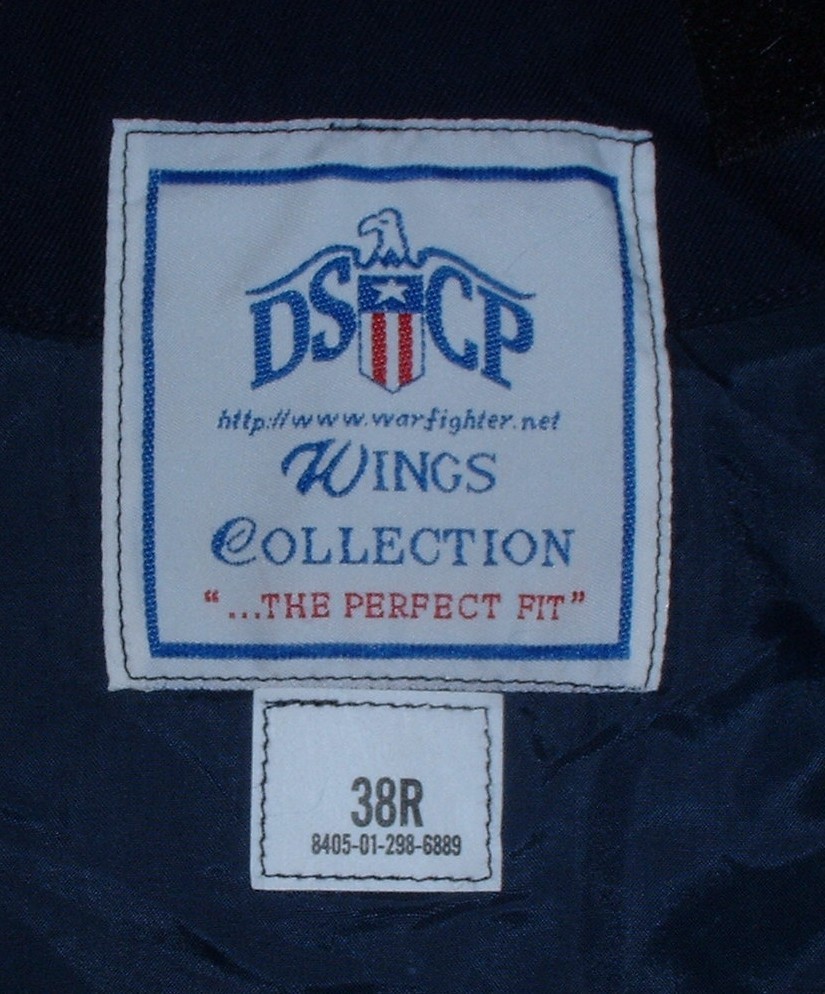 DSCP
http://www.warfighter.net
WINGS
COLLECTION
“...THE PERFECT FIT”
38R
8405-01-298-6889